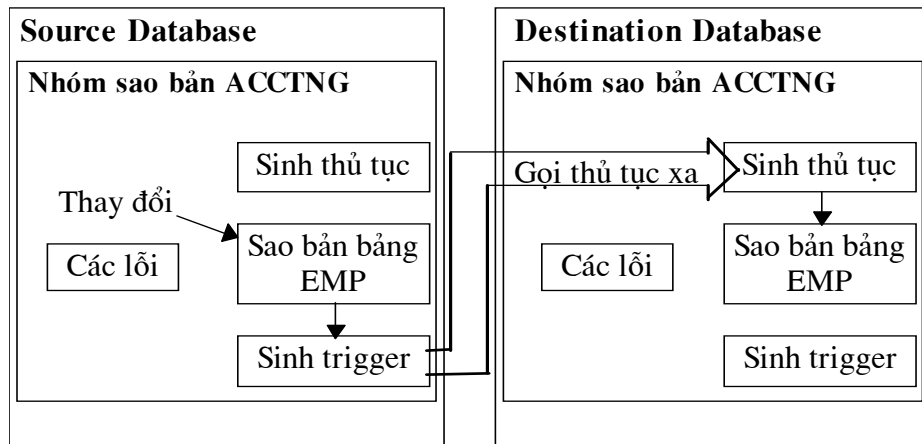 Source Database
Nhóm sao bản ACCTNG
Sinh thủ tục
Thay đổi
Sao bản bảng
EMP
Các lỗi
Sinh trigger
Gọi thủ tục xa
Destination Database
Nhóm sao bản ACCTNG
Sinh thủ tục
Sao bản bảng
EMP
Các lỗi
Sinh trigger